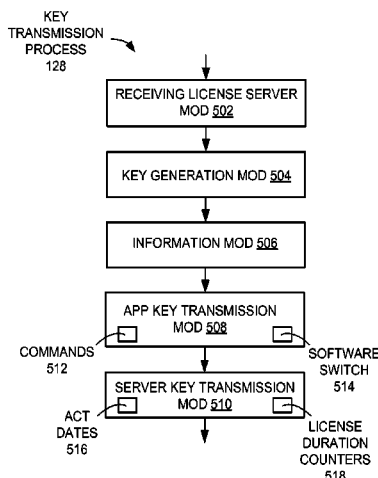 KEY
TRANSMISSION
PROCESS
128
RECEIVING LICENSE SERVER
MOD 502
KEY GENERATION MOD 504
INFORMATION MOD 506
APP KEY TRANSMISSION
MOD 508
COMMANDS
512
SOFTWARE
SWITCH
514
SERVER KEY TRANSMISSION
MOD 510
ACT
DATES
516
LICENSE
DURATION
COUNTERS
518